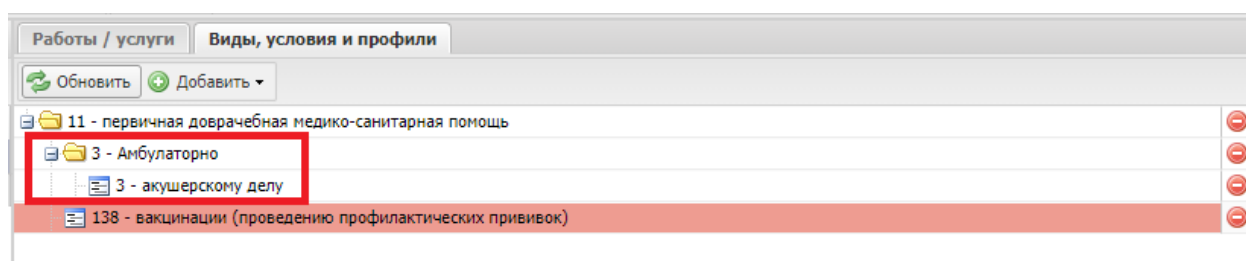 Работы / услуги Виды, условия и профили
Обновить Добавить
11 - первичная доврачебная медико-санитарная помощь
3 - Амбулаторно
3 - акушерскому делу
138 - вакцинации (проведению профилактических прививок)